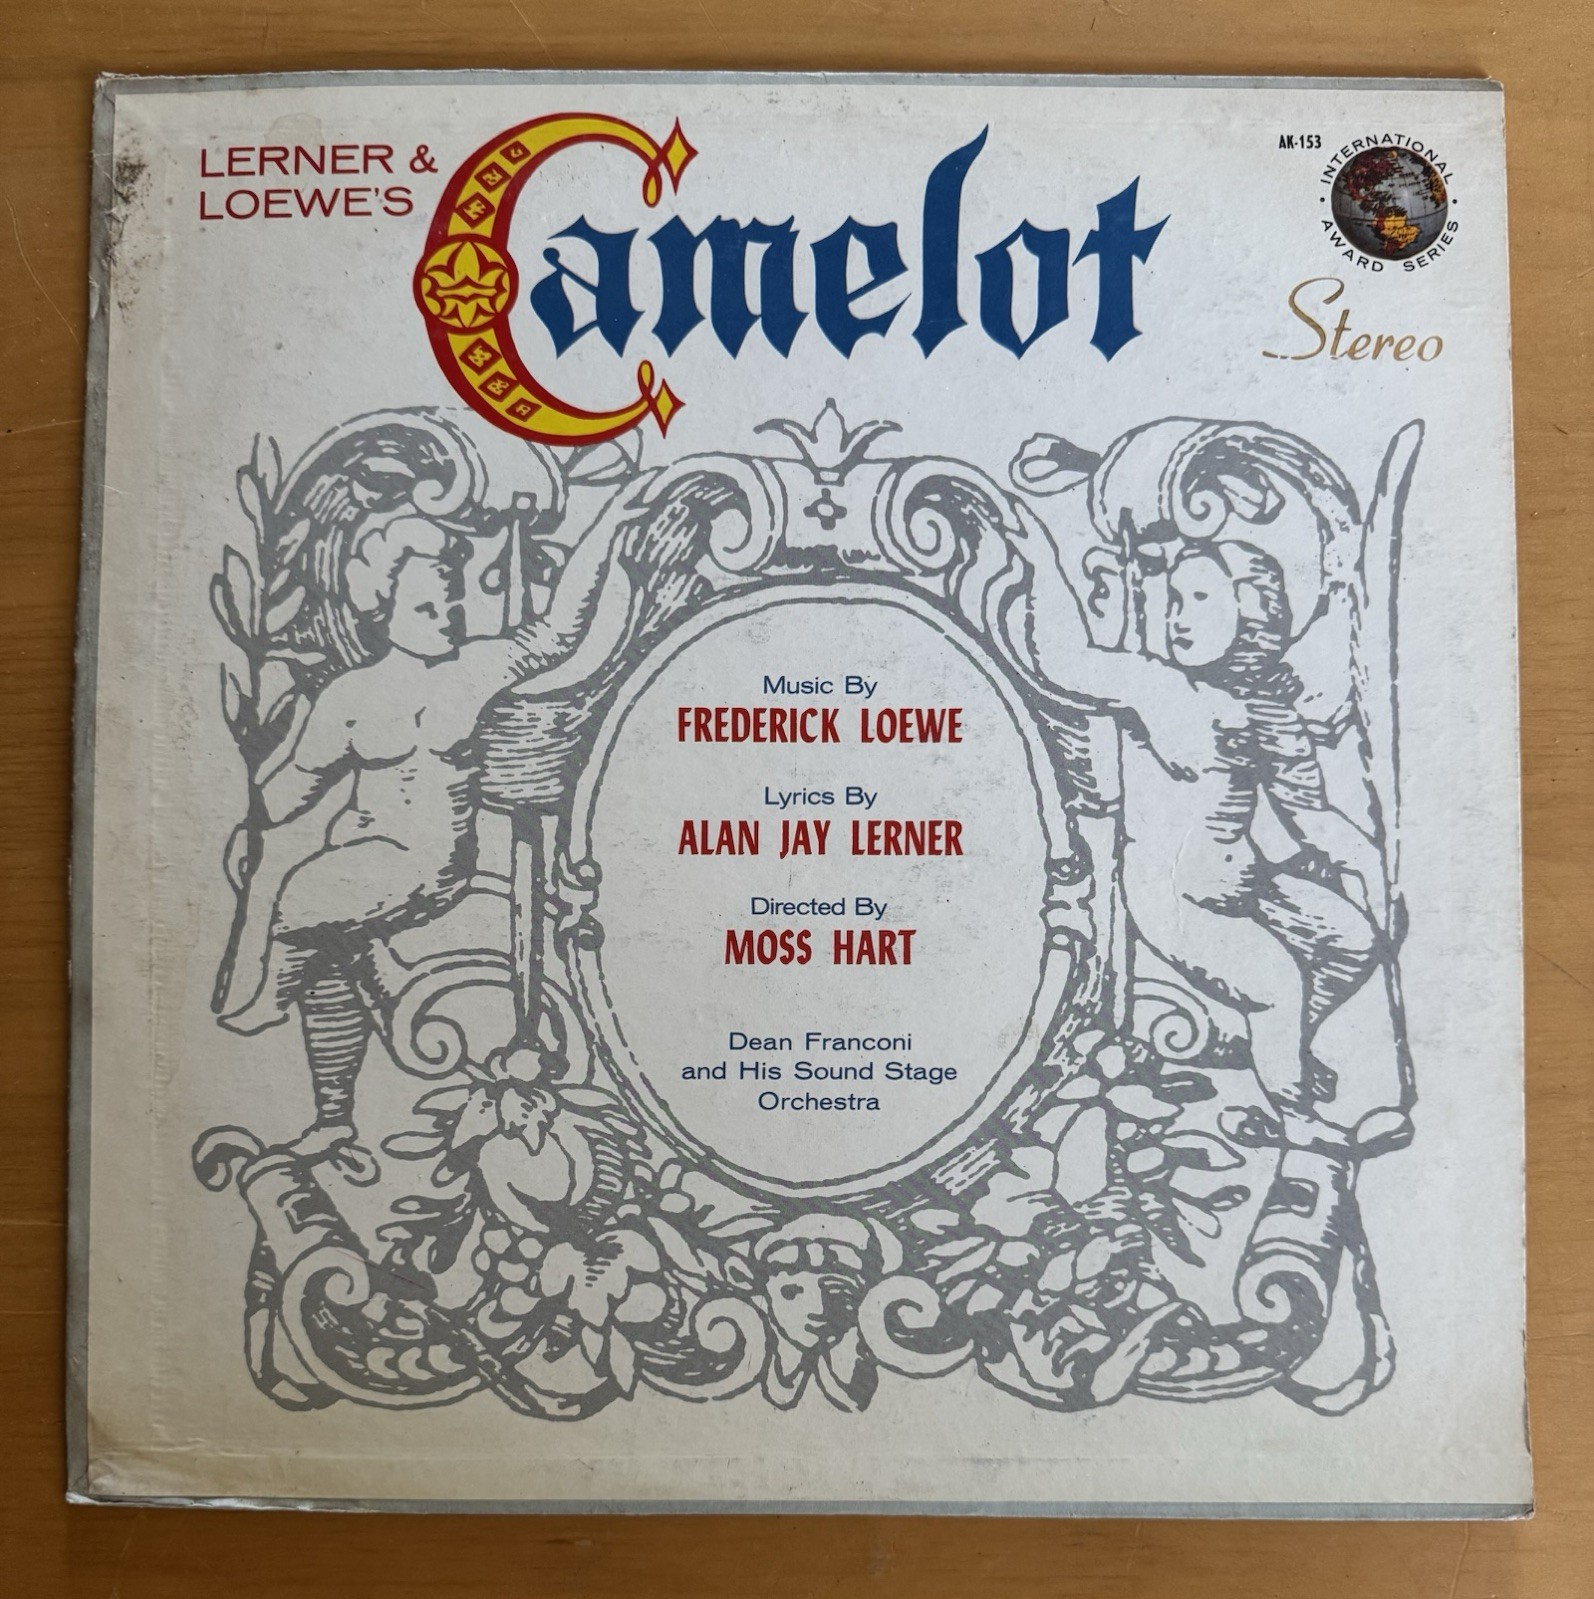 LERNER &
LOEWE'S
Camelot
AK-153
INTERNATIONAL
AWARD SERIES
Stereo
Music By
FREDERICK LOEWE
Lyrics By
ALAN JAY LERNER
Directed By
MOSS HART
Dean Franconi
and His Sound Stage
Orchestra